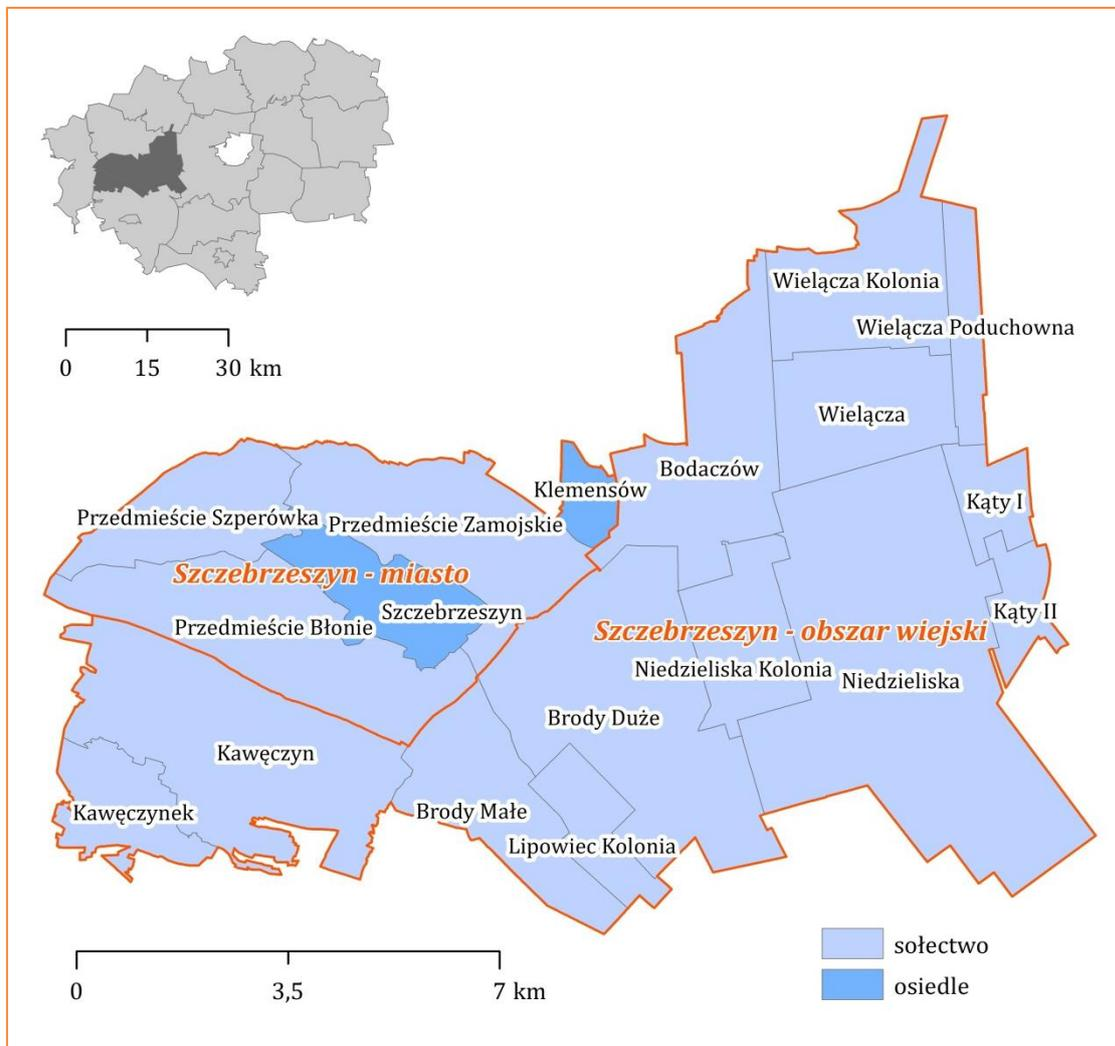 0 15 30 km
Wielącza Kolonia
Wielącza Poduchowna
Wielącza
Bodaczów
Klemensów
Kąty I
Przedmieście Szperówka
Przedmieście Zamojskie
Szczebrzeszyn - miasto
Szczebrzeszyn
Kąty II
Przedmieście Błonie
Szczebrzeszyn - obszar wiejski
Niedzieliska Kolonia
Niedzieliska
Brody Duże
Kawęczyn
Kawęczynek
Brody Małe
Lipowiec Kolonia
sołectwo
osiedle
0 3,5 7 km